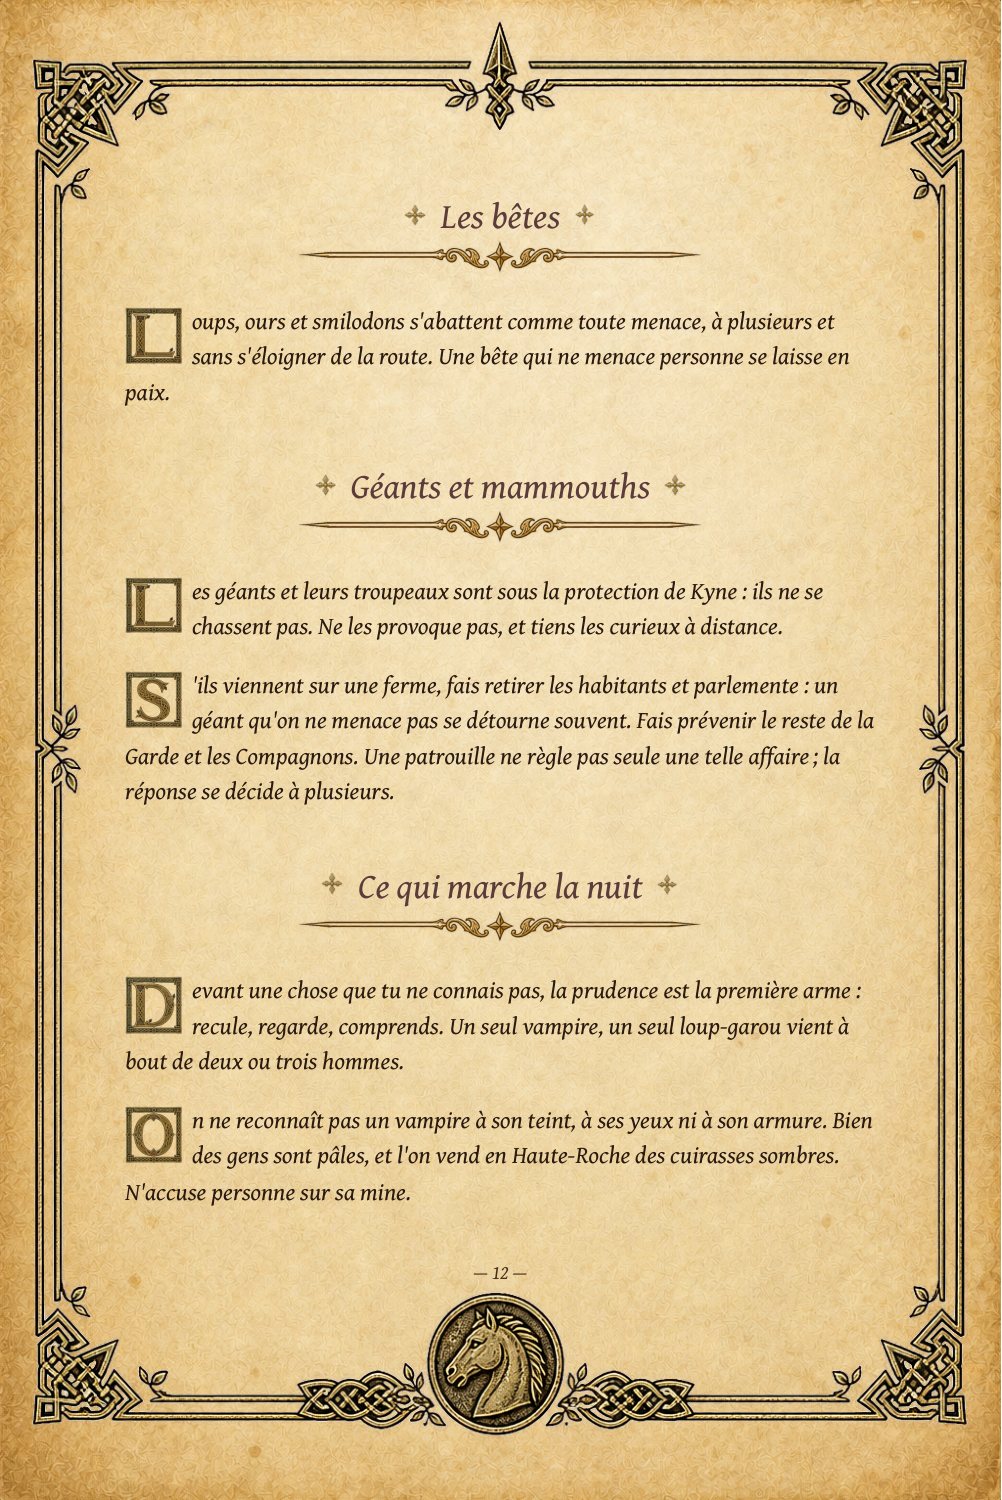 Les bêtes
Loups, ours et smilodons s'abattent comme toute menace, à plusieurs et
sans s'éloigner de la route. Une bête qui ne menace personne se laisse en
paix.
Géants et mammouths
Les géants et leurs troupeaux sont sous la protection de Kyne : ils ne se
chassent pas. Ne les provoque pas, et tiens les curieux à distance.
S'ils viennent sur une ferme, fais retirer les habitants et parlemente : un
géant qu'on ne menace pas se détourne souvent. Fais prévenir le reste de la
Garde et les Compagnons. Une patrouille ne règle pas seule une telle affaire ; la
réponse se décide à plusieurs.
Ce qui marche la nuit
Devant une chose que tu ne connais pas, la prudence est la première arme :
recule, regarde, comprends. Un seul vampire, un seul loup-garou vient à
bout de deux ou trois hommes.
On ne reconnaît pas un vampire à son teint, à ses yeux ni à son armure. Bien
des gens sont pâles, et l'on vend en Haute-Roche des cuirasses sombres.
N'accuse personne sur sa mine.
— 12 —